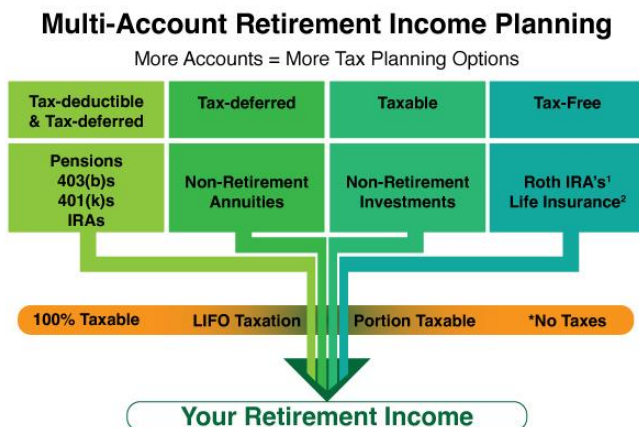 Multi-Account Retirement Income Planning
More Accounts = More Tax Planning Options
Tax-deductible
& Tax-deferred
Tax-deferred
Taxable
Tax-Free
Pensions
403(b)s
401(k)s
IRAs
Non-Retirement
Annuities
Non-Retirement
Investments
Roth IRA's¹
Life Insurance²
100% Taxable
LIFO Taxation
Portion Taxable
*No Taxes
Your Retirement Income